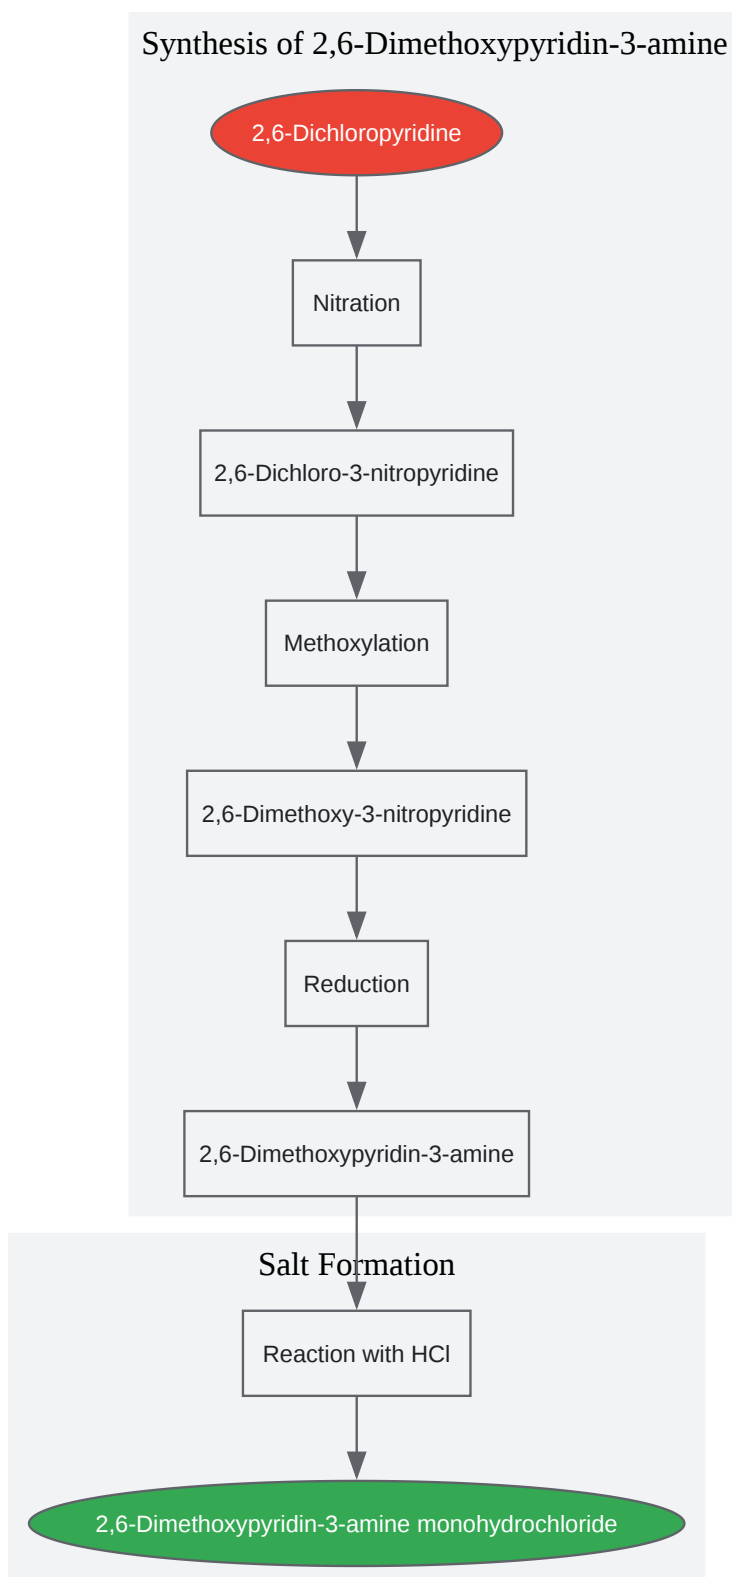 Synthesis of 2,6-Dimethoxypyridin-3-amine
2,6-Dichloropyridine
Nitration
2,6-Dichloro-3-nitropyridine
Methoxylation
2,6-Dimethoxy-3-nitropyridine
Reduction
2,6-Dimethoxypyridin-3-amine
Salt Formation
Reaction with HCl
2,6-Dimethoxypyridin-3-amine monohydrochloride